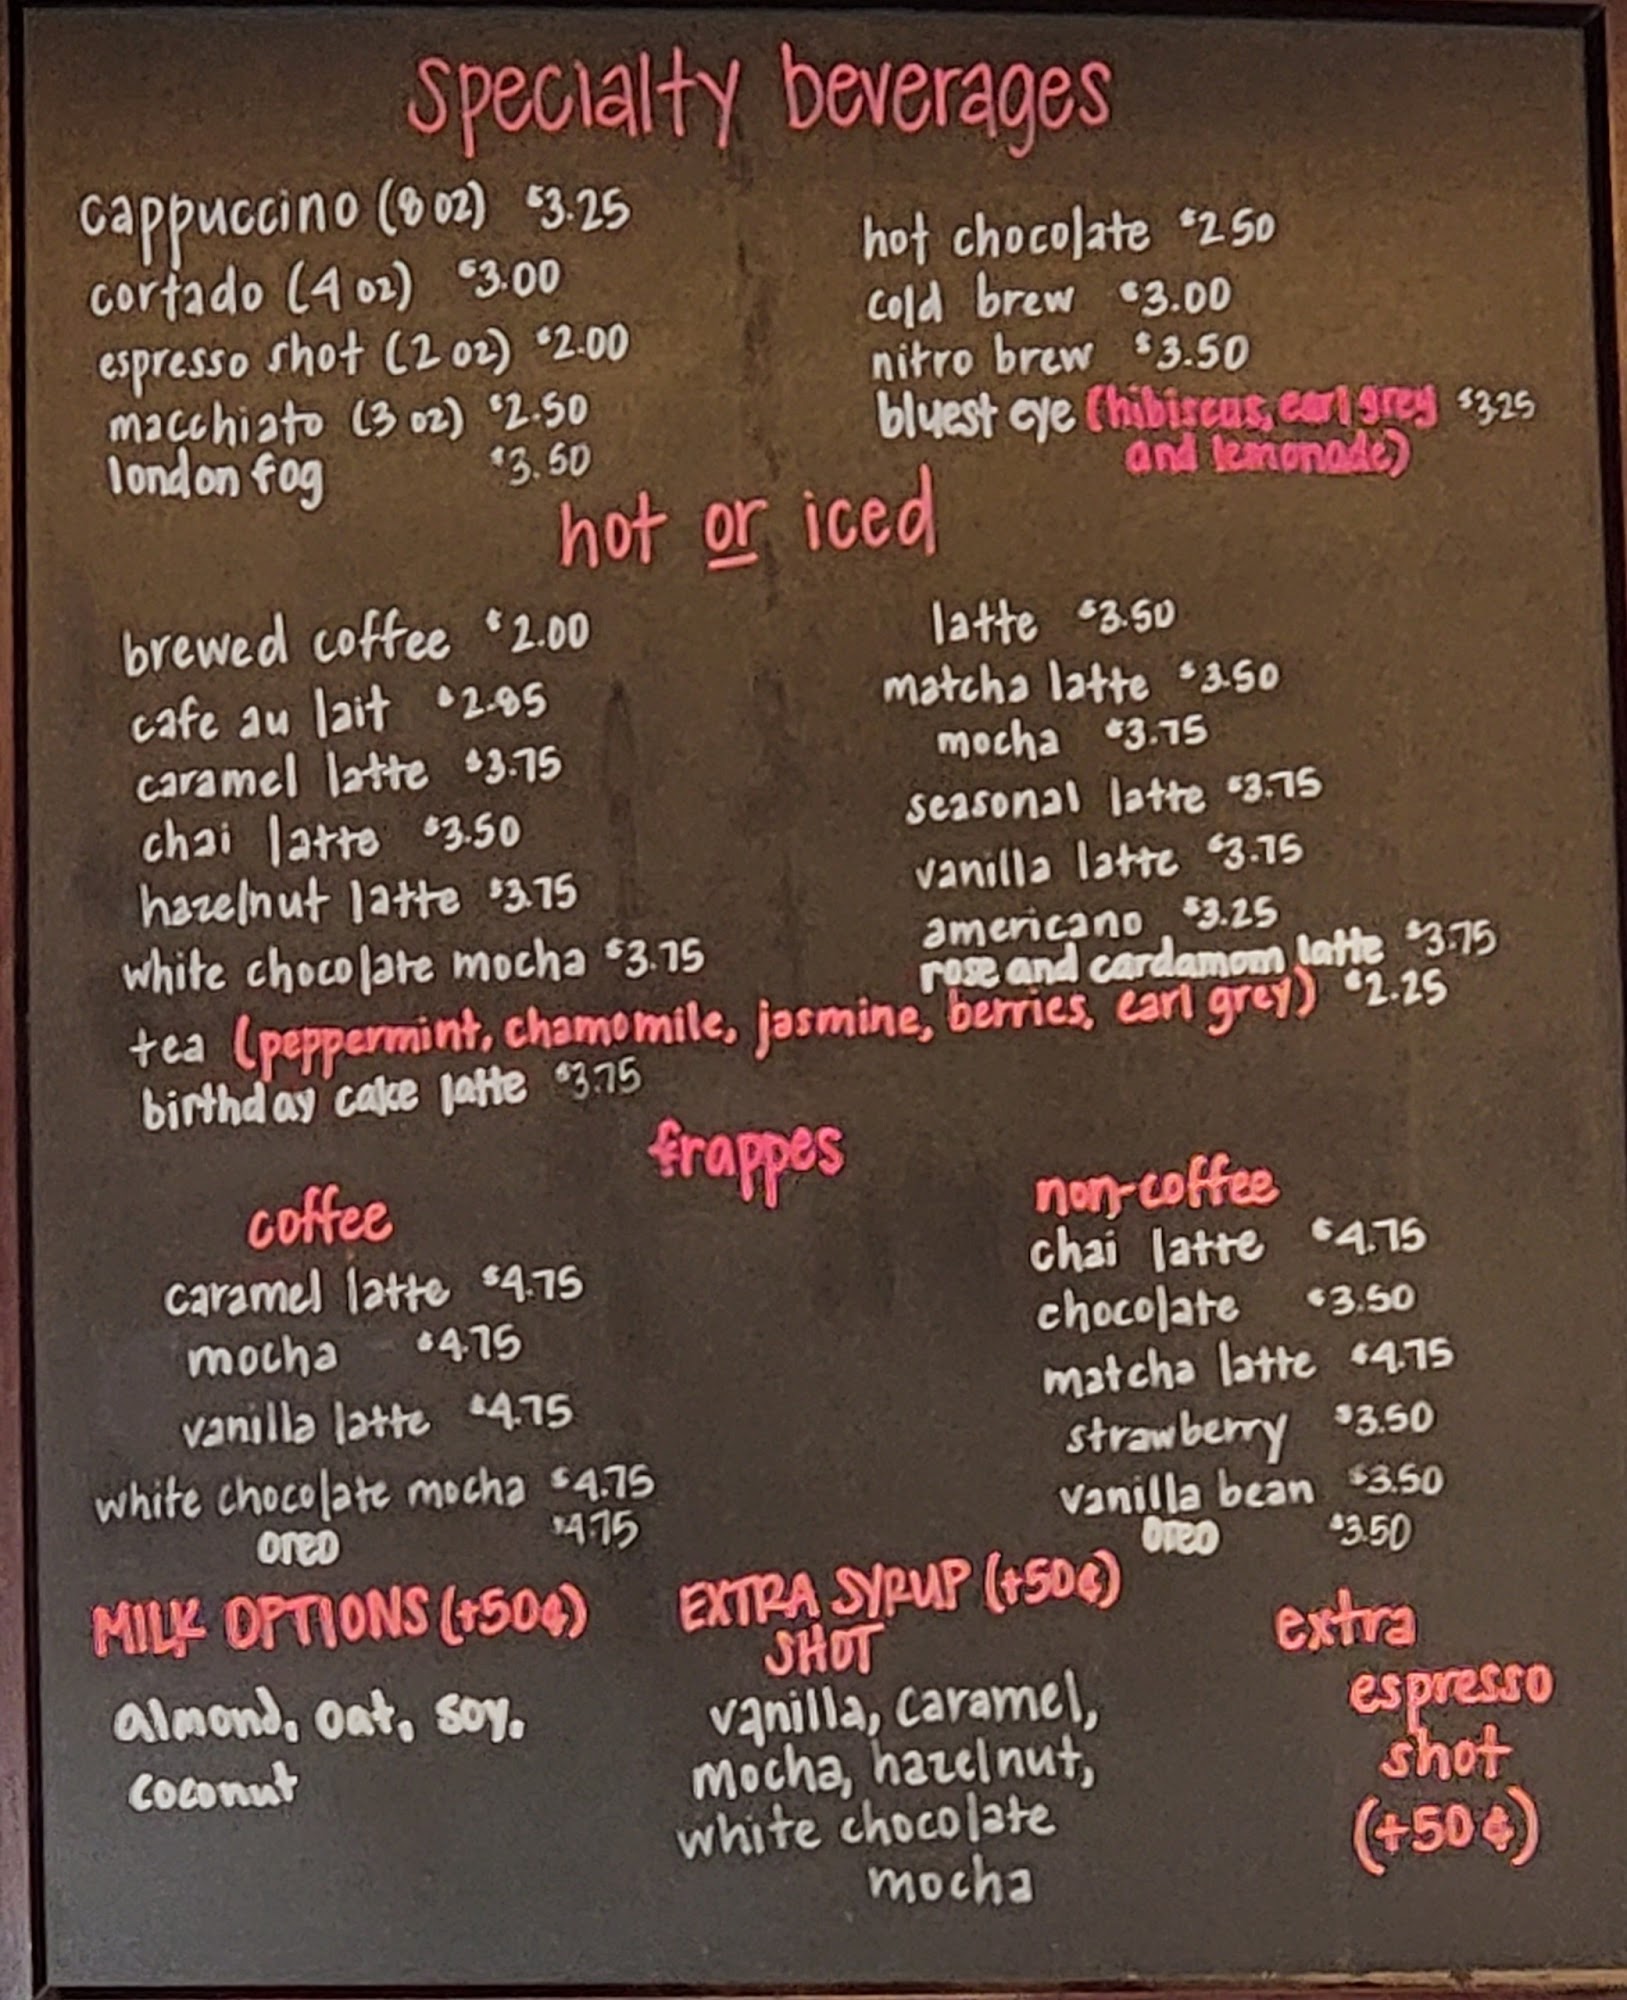 specialty beverages
cappuccino (8 oz) $3.25
cortado (4 oz) $3.00
espresso shot (2 oz) $2.00
macchiato (3 oz) $2.50
london fog $3.50
hot chocolate $2.50
cold brew $3.00
nitro brew $3.50
bluest eye (hibiscus, earl grey $3.25
and lemonade)
hot or iced
brewed coffee $2.00
cafe au lait $2.85
caramel latte $3.75
chai latte $3.50
hazelnut latte $3.75
white chocolate mocha $3.75
latte $3.50
matcha latte $3.50
mocha $3.75
seasonal latte $3.75
vanilla latte $3.75
americano $3.25
rose and cardamom latte $3.75
tea (peppermint, chamomile, jasmine, berries, earl grey) $2.25
birthday cake latte $3.75
frappes
coffee
caramel latte $4.75
mocha $4.75
vanilla latte $4.75
white chocolate mocha $4.75
oreo $4.75
non-coffee
chai latte $4.75
chocolate $3.50
matcha latte $4.75
strawberry $3.50
vanilla bean $3.50
oreo $3.50
MILK OPTIONS (+50¢)
almond, oat, soy,
coconut
EXTRA SYRUP (+50¢)
SHOT
vanilla, caramel,
mocha, hazelnut,
white chocolate
mocha
extra
espresso
shot
(+50¢)